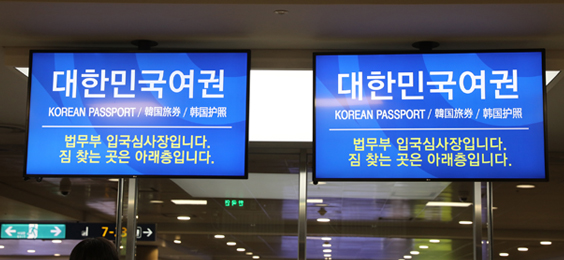 대한민국여권
KOREAN PASSPORT / 韓国旅券 / 韩国护照
법무부 입국심사장입니다.
짐 찾는 곳은 아래층입니다.
대한민국여권
KOREAN PASSPORT / 韓国旅券 / 韩国护照
법무부 입국심사장입니다.
짐 찾는 곳은 아래층입니다.